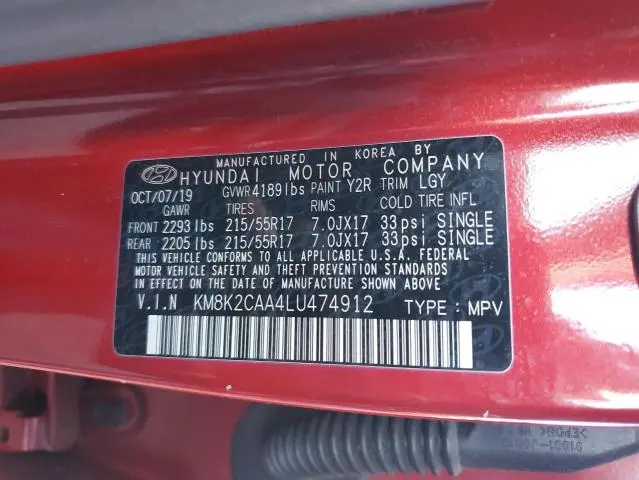 MANUFACTURED IN KOREA BY
HYUNDAI MOTOR COMPANY
OCT/07/19 GVWR 4189lbs PAINT Y2R TRIM LGY
GAWR TIRES RIMS COLD TIRE INFL
FRONT 2293 lbs 215/55R17 7.0JX17 33psi SINGLE
REAR 2205 lbs 215/55R17 7.0JX17 33psi SINGLE
THIS VEHICLE CONFORMS TO ALL APPLICABLE U.S.A. FEDERAL
MOTOR VEHICLE SAFETY BUMPER, AND THEFT PREVENTION STANDARDS
IN EFFECT ON THE DATE OF MANUFACTURE SHOWN ABOVE.
V.I.N KM8K2CAA4LU474912 TYPE : MPV